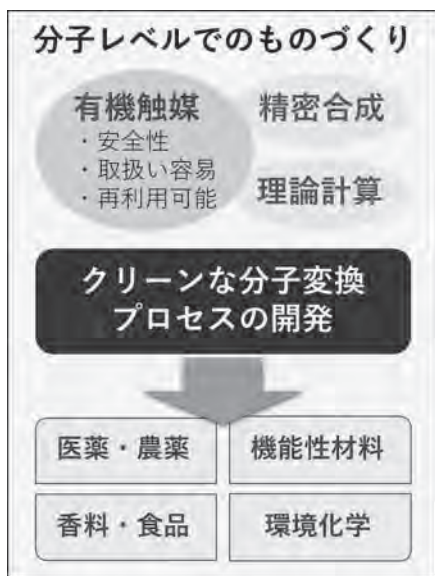 分子レベルでのものづくり
有機触媒
・安全性
・取扱い容易
・再利用可能
精密合成
理論計算
クリーンな分子変換
プロセスの開発
医薬・農薬
機能性材料
香料・食品
環境化学